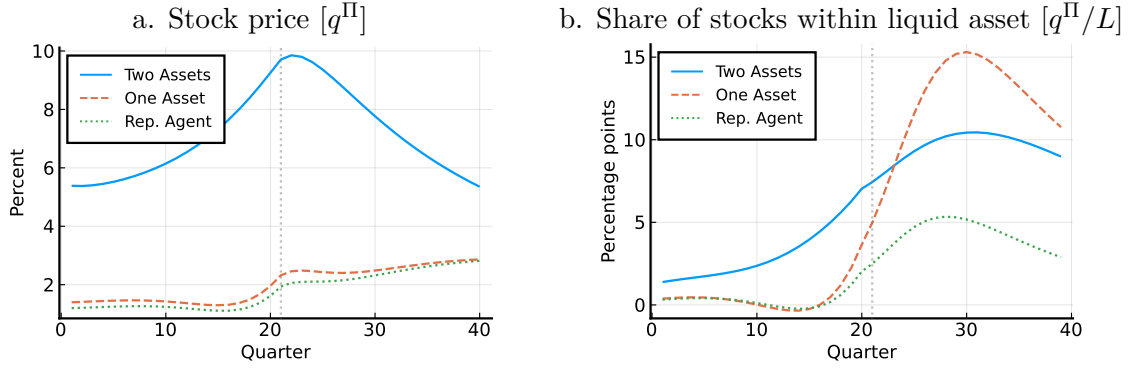 a. Stock price [q^Π]
10
8
6
4
2
0
10
20
30
40
Percent
Quarter
Two Assets
One Asset
Rep. Agent
b. Share of stocks within liquid asset [q^Π/L]
15
10
5
0
0
10
20
30
40
Percentage points
Quarter
Two Assets
One Asset
Rep. Agent